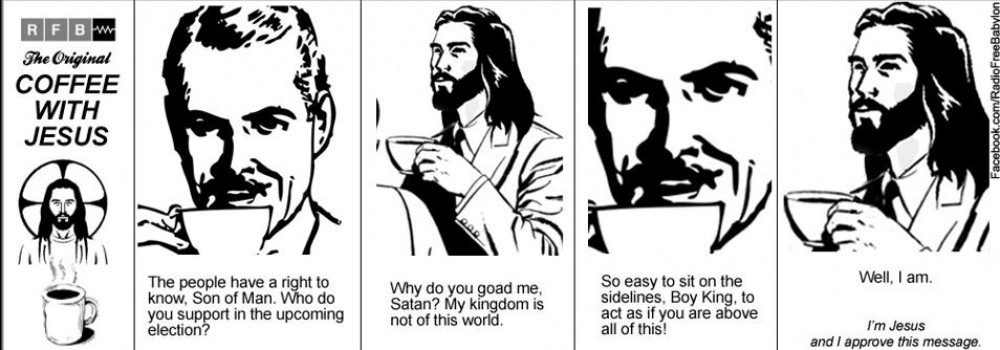 RFB
The Original
COFFEE
WITH
JESUS
The people have a right to
know, Son of Man. Who do
you support in the upcoming
election?
Why do you goad me,
Satan? My kingdom is
not of this world.
So easy to sit on the
sidelines, Boy King, to
act as if you are above
all of this!
Well, I am.
I'm Jesus
and I approve this message.
Facebook.com/RadioFreeBabylon